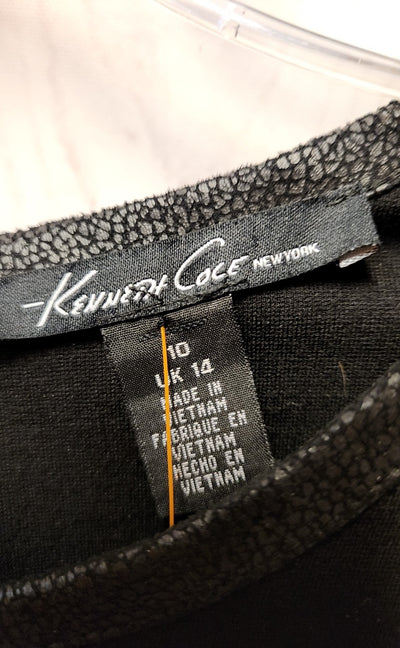 KENNETH COLE NEW YORK
10
UK 14
MADE IN
VIETNAM
FABRIQUE EN
VIETNAM
HECHO EN
VIETNAM